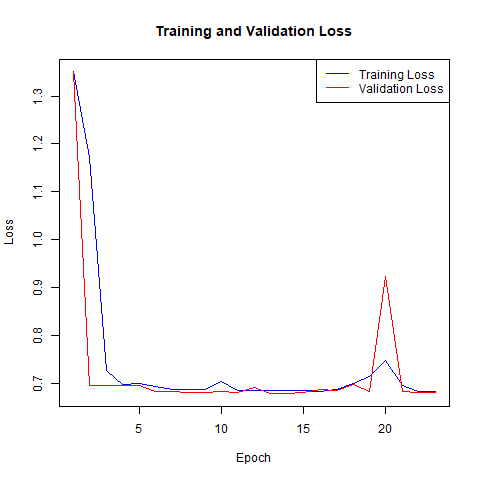 Training and Validation Loss
Training Loss
Validation Loss
Loss
1.3
1.2
1.1
1.0
0.9
0.8
0.7
5
10
15
20
Epoch